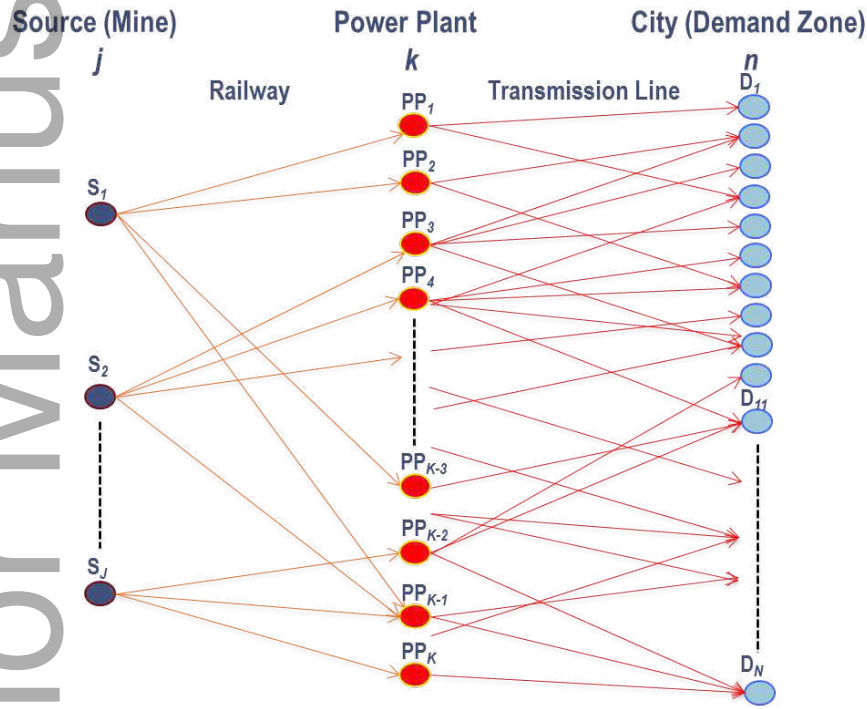 Source (Mine)
Power Plant
City (Demand Zone)
j
k
n
Railway
Transmission Line
D1
PP1
PP2
S1
PP3
PP4
S2
D11
PPK-3
PPK-2
SJ
PPK-1
PPK
DN